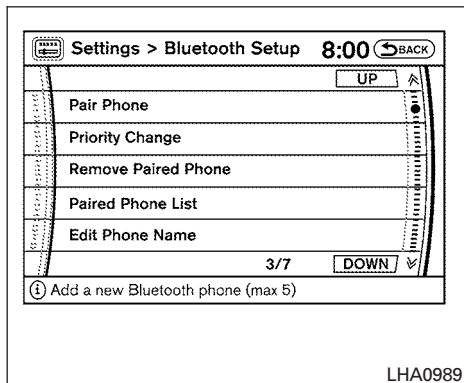 Settings > Bluetooth Setup 8:00 BACK
UP
Pair Phone
Priority Change
Remove Paired Phone
Paired Phone List
Edit Phone Name
3/7 DOWN
i Add a new Bluetooth phone (max 5)
LHA0989